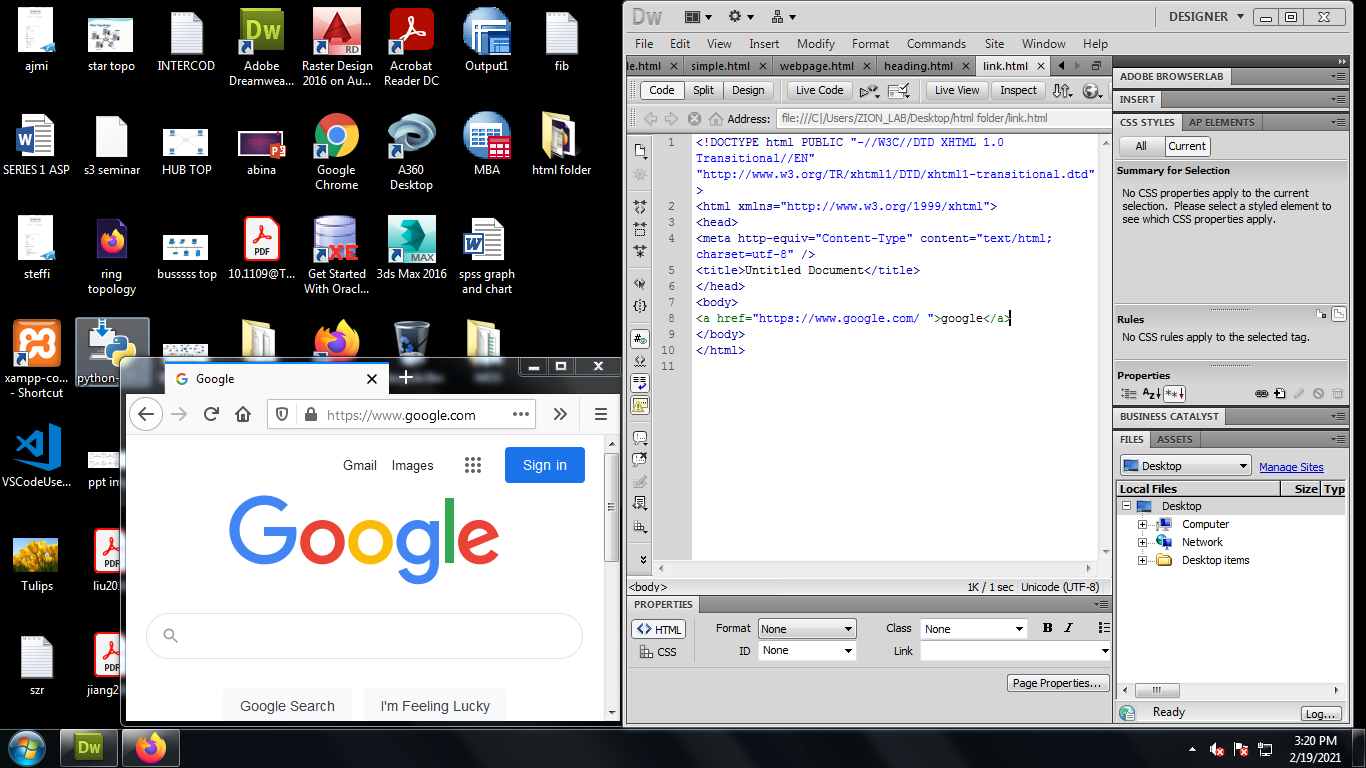 ajmi
star topo
INTERCOD
Adobe
Dreamwea...
Raster Design
2016 on Au...
Acrobat
Reader DC
Output1
fib
SERIES 1 ASP
s3 seminar
HUB TOP
abina
Google
Chrome
A360
Desktop
MBA
html folder
steffi
ring
topology
busssss top
10.1109@T...
Get Started
With Oracl...
3ds Max 2016
spss graph
and chart
xampp-co...
- Shortcut
python-
VSCodeUse...
ppt im
Tulips
liu20
szr
jiang2
Google
https://www.google.com
Gmail
Images
Sign in
Google
Google Search
I'm Feeling Lucky
Dw
DESIGNER
File Edit View Insert Modify Format Commands Site Window Help
le.html simple.html webpage.html heading.html link.html
Code Split Design Live Code Live View Inspect
Address: file:///C|/Users/ZION_LAB/Desktop/html folder/link.html
1 <!DOCTYPE html PUBLIC "-//W3C//DTD XHTML 1.0
Transitional//EN"
"http://www.w3.org/TR/xhtml1/DTD/xhtml1-transitional.dtd"
>
2 <html xmlns="http://www.w3.org/1999/xhtml">
3 <head>
4 <meta http-equiv="Content-Type" content="text/html;
charset=utf-8" />
5 <title>Untitled Document</title>
6 </head>
7 <body>
8 <a href="https://www.google.com/ ">google</a>
9 </body>
10 </html>
11
<body>
1K / 1 sec Unicode (UTF-8)
PROPERTIES
<> HTML
Format None
Class None
B I
CSS
ID None
Link
Page Properties...
ADOBE BROWSERLAB
INSERT
CSS STYLES AP ELEMENTS
All Current
Summary for Selection
No CSS properties apply to the current
selection. Please select a styled element to
see which CSS properties apply.
Rules
No CSS rules apply to the selected tag.
Properties
BUSINESS CATALYST
FILES ASSETS
Desktop
Manage Sites
Local Files Size Typ
Desktop
Computer
Network
Desktop items
Ready
Log...
3:20 PM
2/19/2021